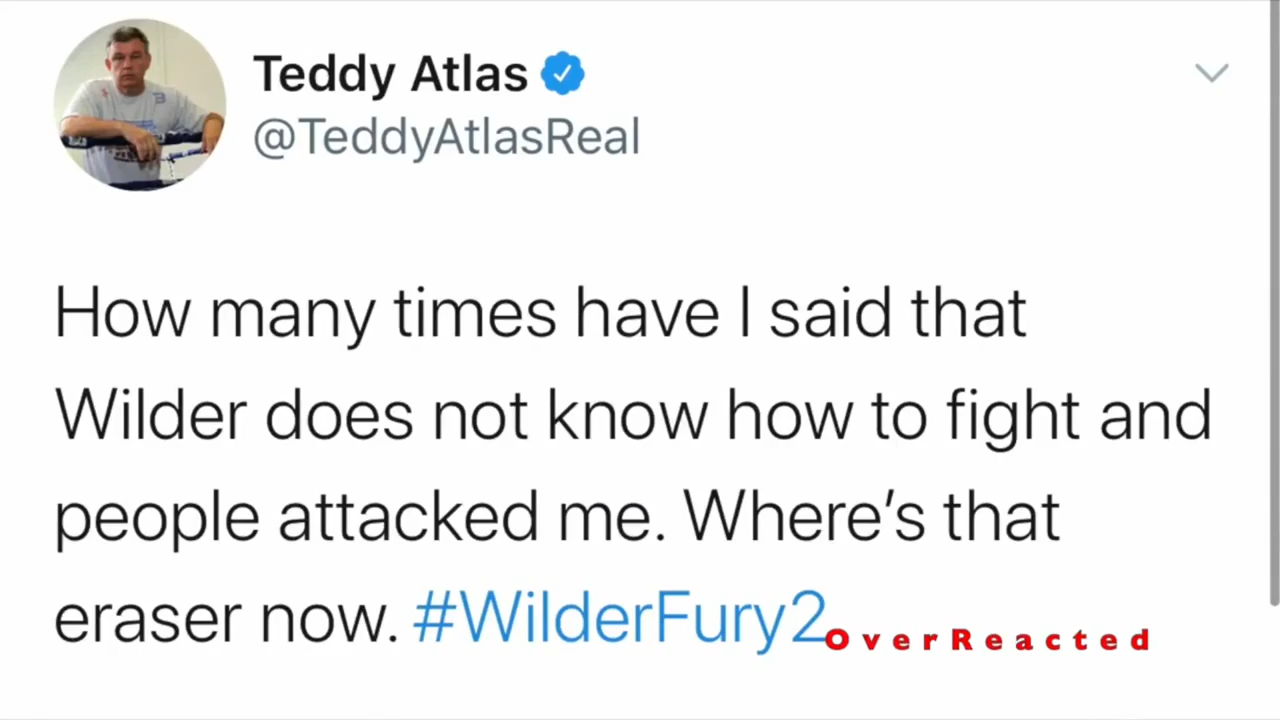 Teddy Atlas
@TeddyAtlasReal
How many times have I said that
Wilder does not know how to fight and
people attacked me. Where's that
eraser now. #WilderFury2
OverReacted